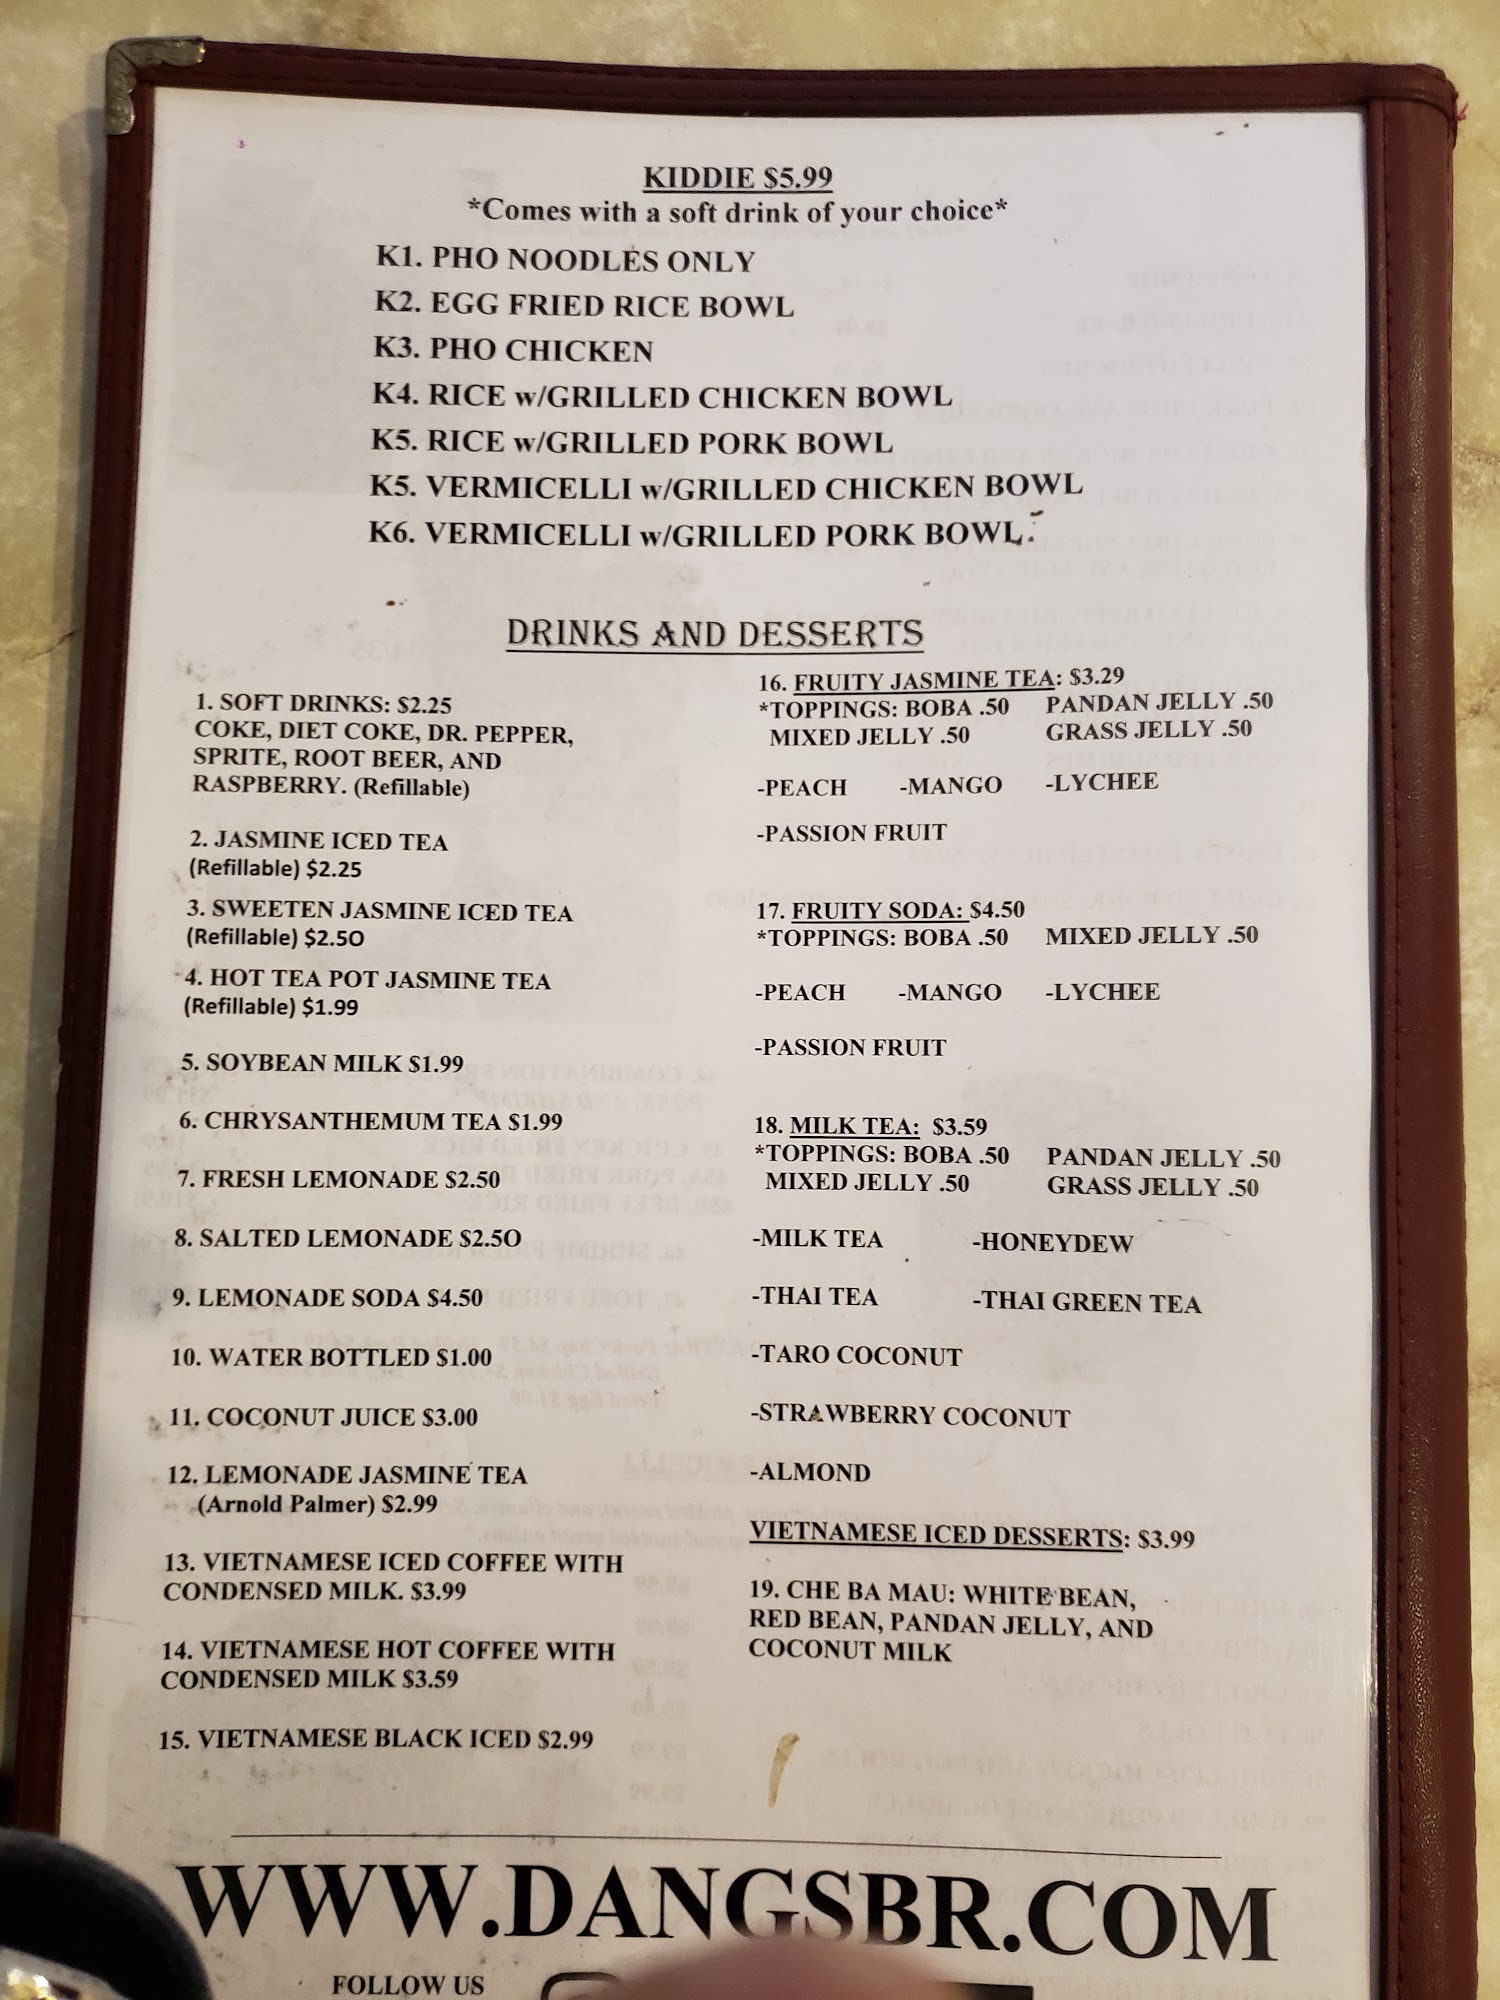 KIDDIE $5.99
*Comes with a soft drink of your choice*
K1. PHO NOODLES ONLY
K2. EGG FRIED RICE BOWL
K3. PHO CHICKEN
K4. RICE w/GRILLED CHICKEN BOWL
K5. RICE w/GRILLED PORK BOWL
K5. VERMICELLI w/GRILLED CHICKEN BOWL
K6. VERMICELLI w/GRILLED PORK BOWL.
DRINKS AND DESSERTS
1. SOFT DRINKS: $2.25
COKE, DIET COKE, DR. PEPPER,
SPRITE, ROOT BEER, AND
RASPBERRY. (Refillable)
2. JASMINE ICED TEA
(Refillable) $2.25
3. SWEETEN JASMINE ICED TEA
(Refillable) $2.50
4. HOT TEA POT JASMINE TEA
(Refillable) $1.99
5. SOYBEAN MILK $1.99
6. CHRYSANTHEMUM TEA $1.99
7. FRESH LEMONADE $2.50
8. SALTED LEMONADE $2.50
9. LEMONADE SODA $4.50
10. WATER BOTTLED $1.00
11. COCONUT JUICE $3.00
12. LEMONADE JASMINE TEA
(Arnold Palmer) $2.99
13. VIETNAMESE ICED COFFEE WITH
CONDENSED MILK. $3.99
14. VIETNAMESE HOT COFFEE WITH
CONDENSED MILK $3.59
15. VIETNAMESE BLACK ICED $2.99
16. FRUITY JASMINE TEA: $3.29
*TOPPINGS: BOBA .50 PANDAN JELLY .50
MIXED JELLY .50 GRASS JELLY .50
-PEACH -MANGO -LYCHEE
-PASSION FRUIT
17. FRUITY SODA: $4.50
*TOPPINGS: BOBA .50 MIXED JELLY .50
-PEACH -MANGO -LYCHEE
-PASSION FRUIT
18. MILK TEA: $3.59
*TOPPINGS: BOBA .50 PANDAN JELLY .50
MIXED JELLY .50 GRASS JELLY .50
-MILK TEA -HONEYDEW
-THAI TEA -THAI GREEN TEA
-TARO COCONUT
-STRAWBERRY COCONUT
-ALMOND
VIETNAMESE ICED DESSERTS: $3.99
19. CHE BA MAU: WHITE BEAN,
RED BEAN, PANDAN JELLY, AND
COCONUT MILK
WWW.DANGSBR.COM
FOLLOW US